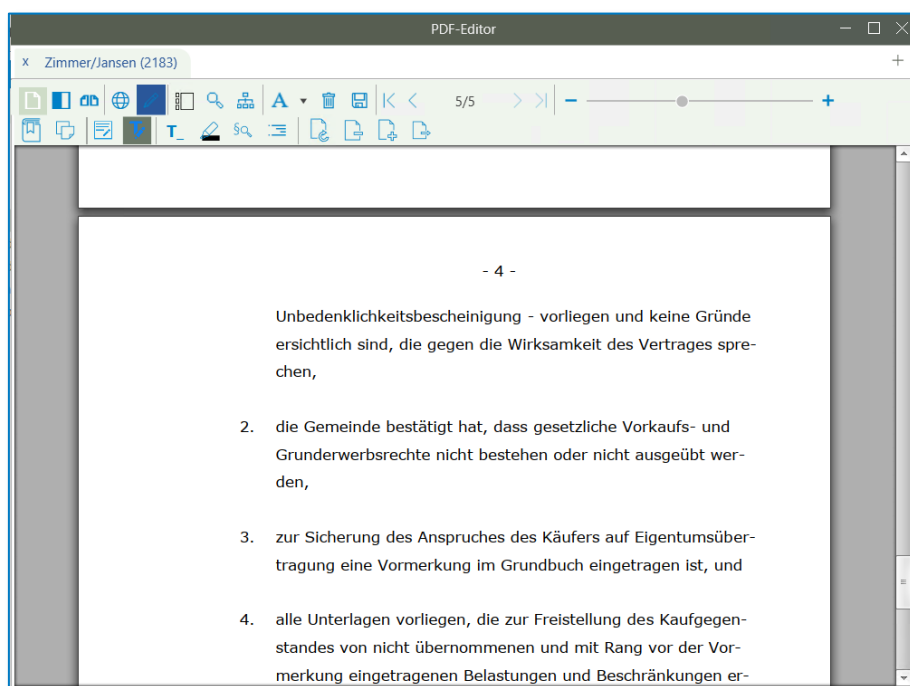 PDF-Editor
x Zimmer/Jansen (2183)
A 5/5
T_ §
- 4 -
Unbedenklichkeitsbescheinigung - vorliegen und keine Gründe
ersichtlich sind, die gegen die Wirksamkeit des Vertrages spre-
chen,
2. die Gemeinde bestätigt hat, dass gesetzliche Vorkaufs- und
Grunderwerbsrechte nicht bestehen oder nicht ausgeübt wer-
den,
3. zur Sicherung des Anspruches des Käufers auf Eigentumsüber-
tragung eine Vormerkung im Grundbuch eingetragen ist, und
4. alle Unterlagen vorliegen, die zur Freistellung des Kaufgegen-
standes von nicht übernommenen und mit Rang vor der Vor-
merkung eingetragenen Belastungen und Beschränkungen er-